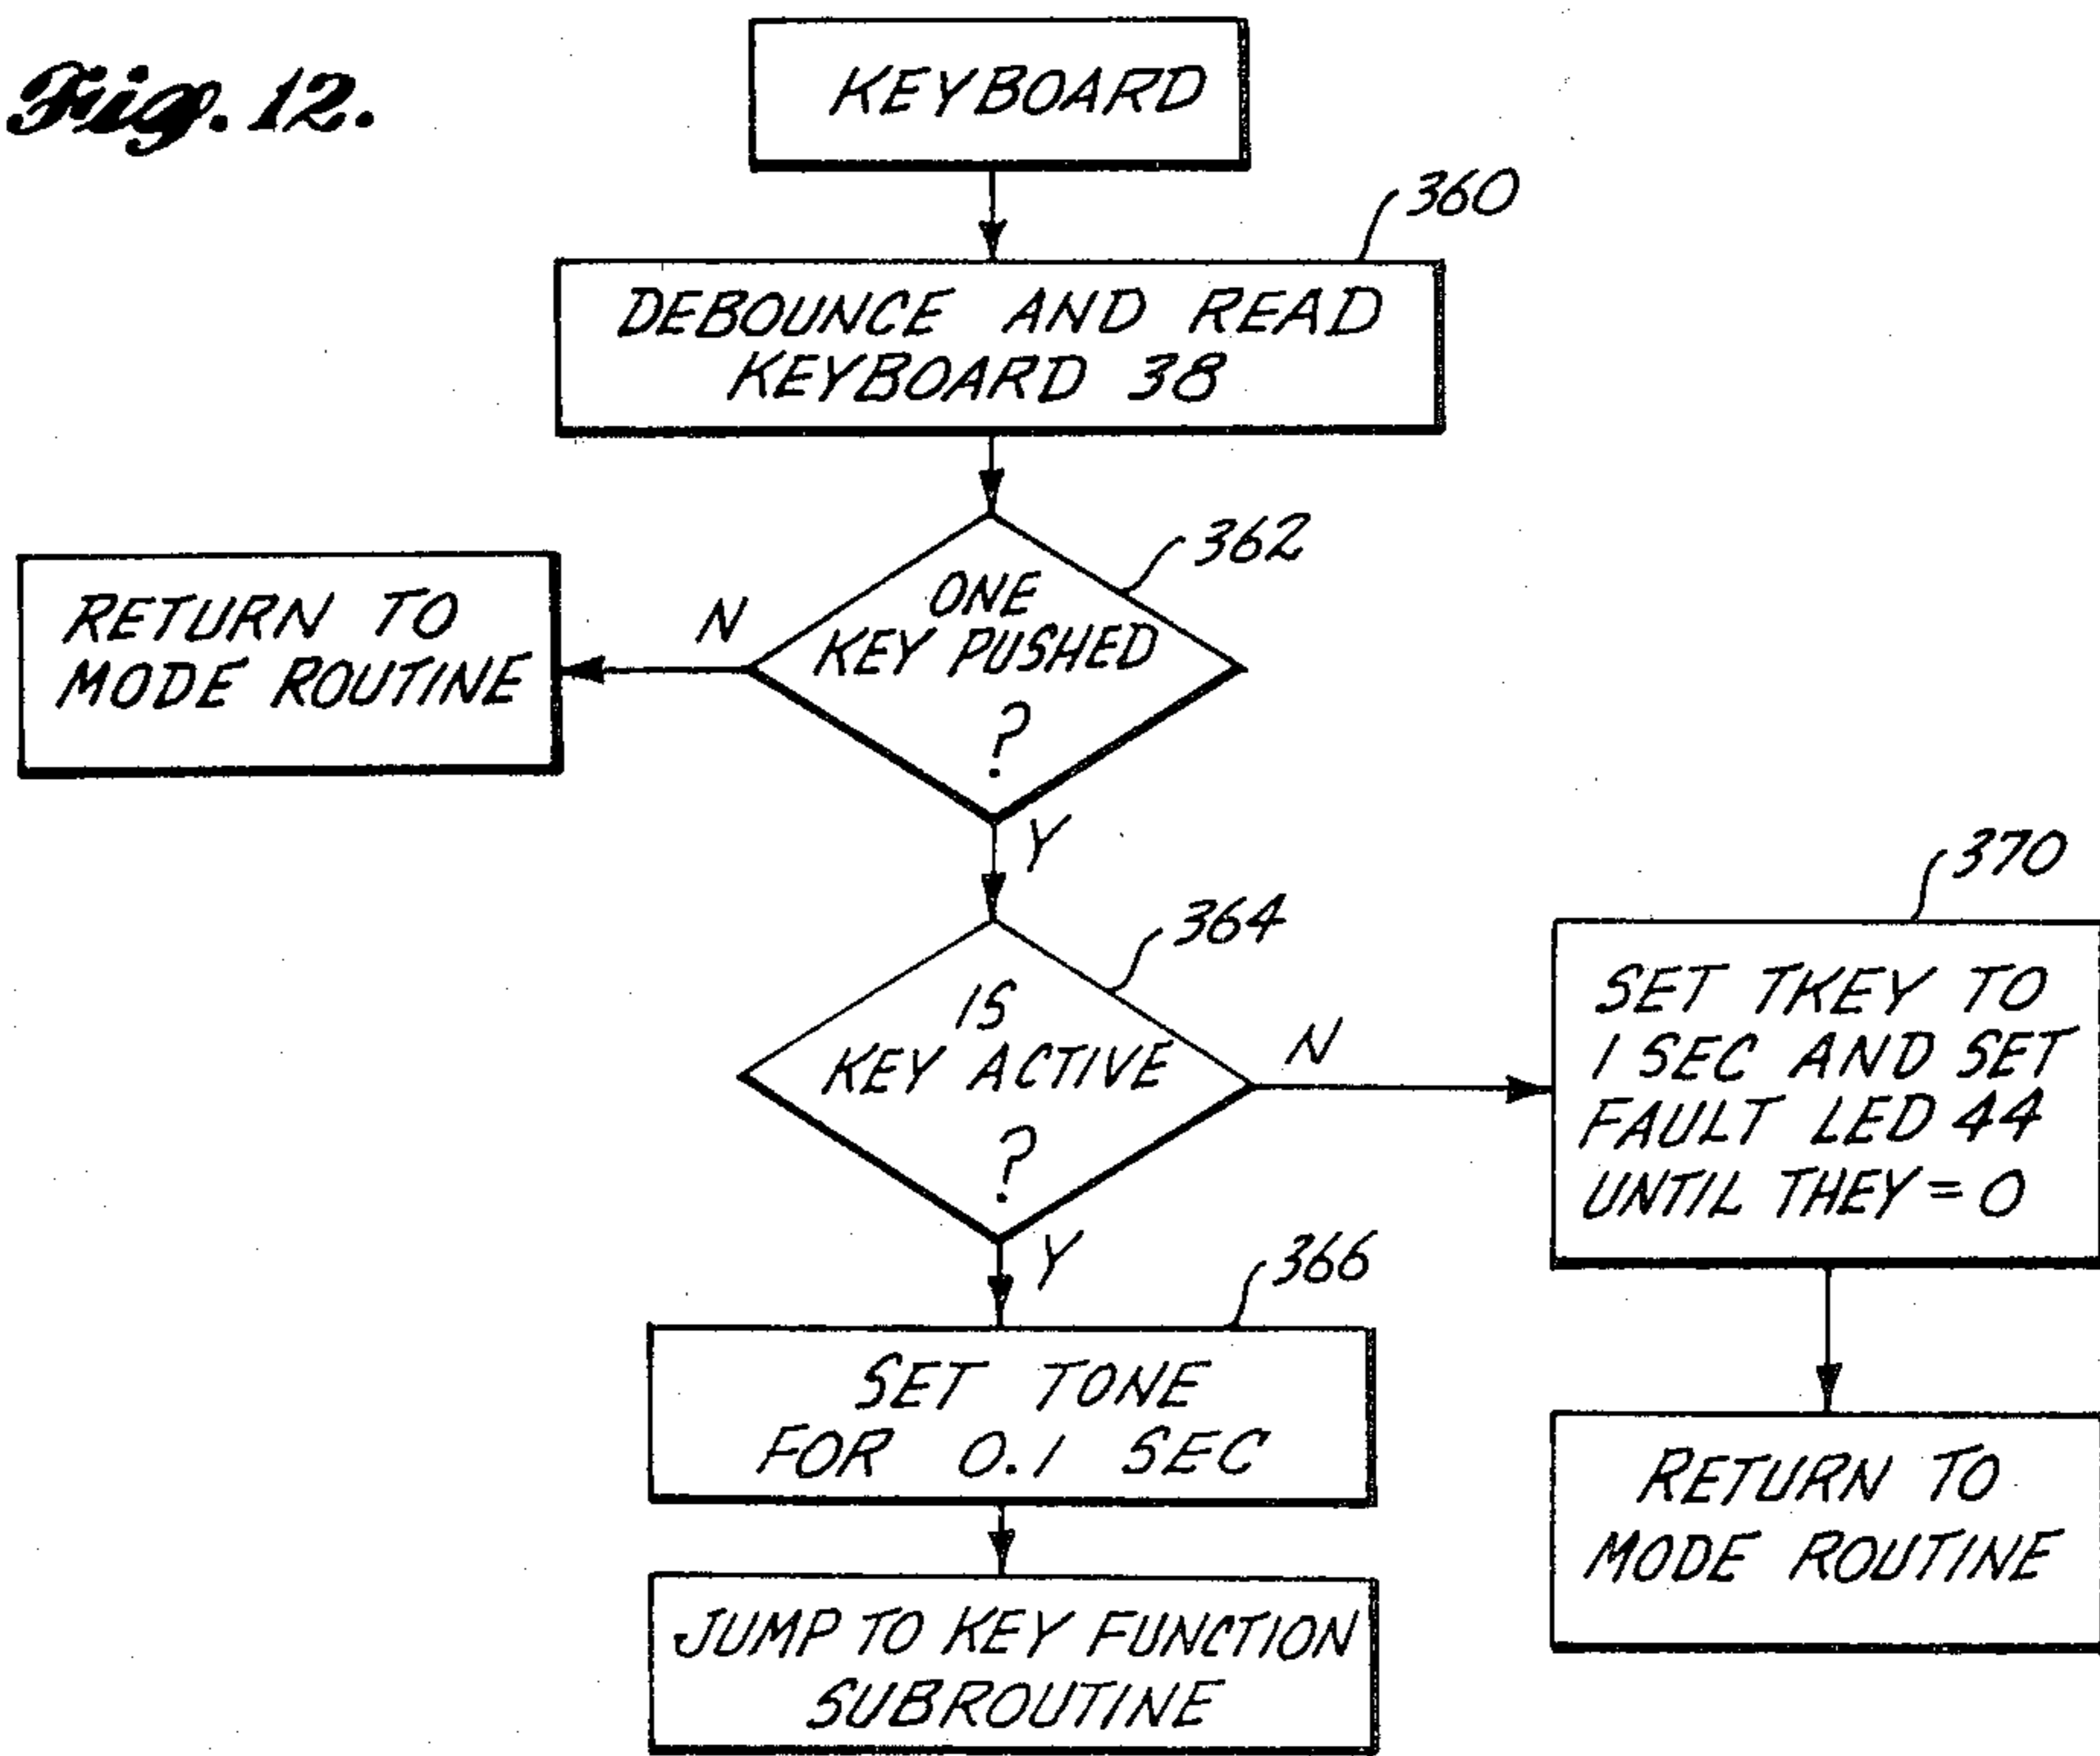 Fig. 12.
KEYBOARD
360
DEBOUNCE AND READ
KEYBOARD 38
362
ONE
KEY PUSHED
?
N
RETURN TO
MODE ROUTINE
Y
364
IS
KEY ACTIVE
?
N
370
SET TKEY TO
1 SEC AND SET
FAULT LED 44
UNTIL THEY = 0
RETURN TO
MODE ROUTINE
Y
366
SET TONE
FOR 0.1 SEC
JUMP TO KEY FUNCTION
SUBROUTINE